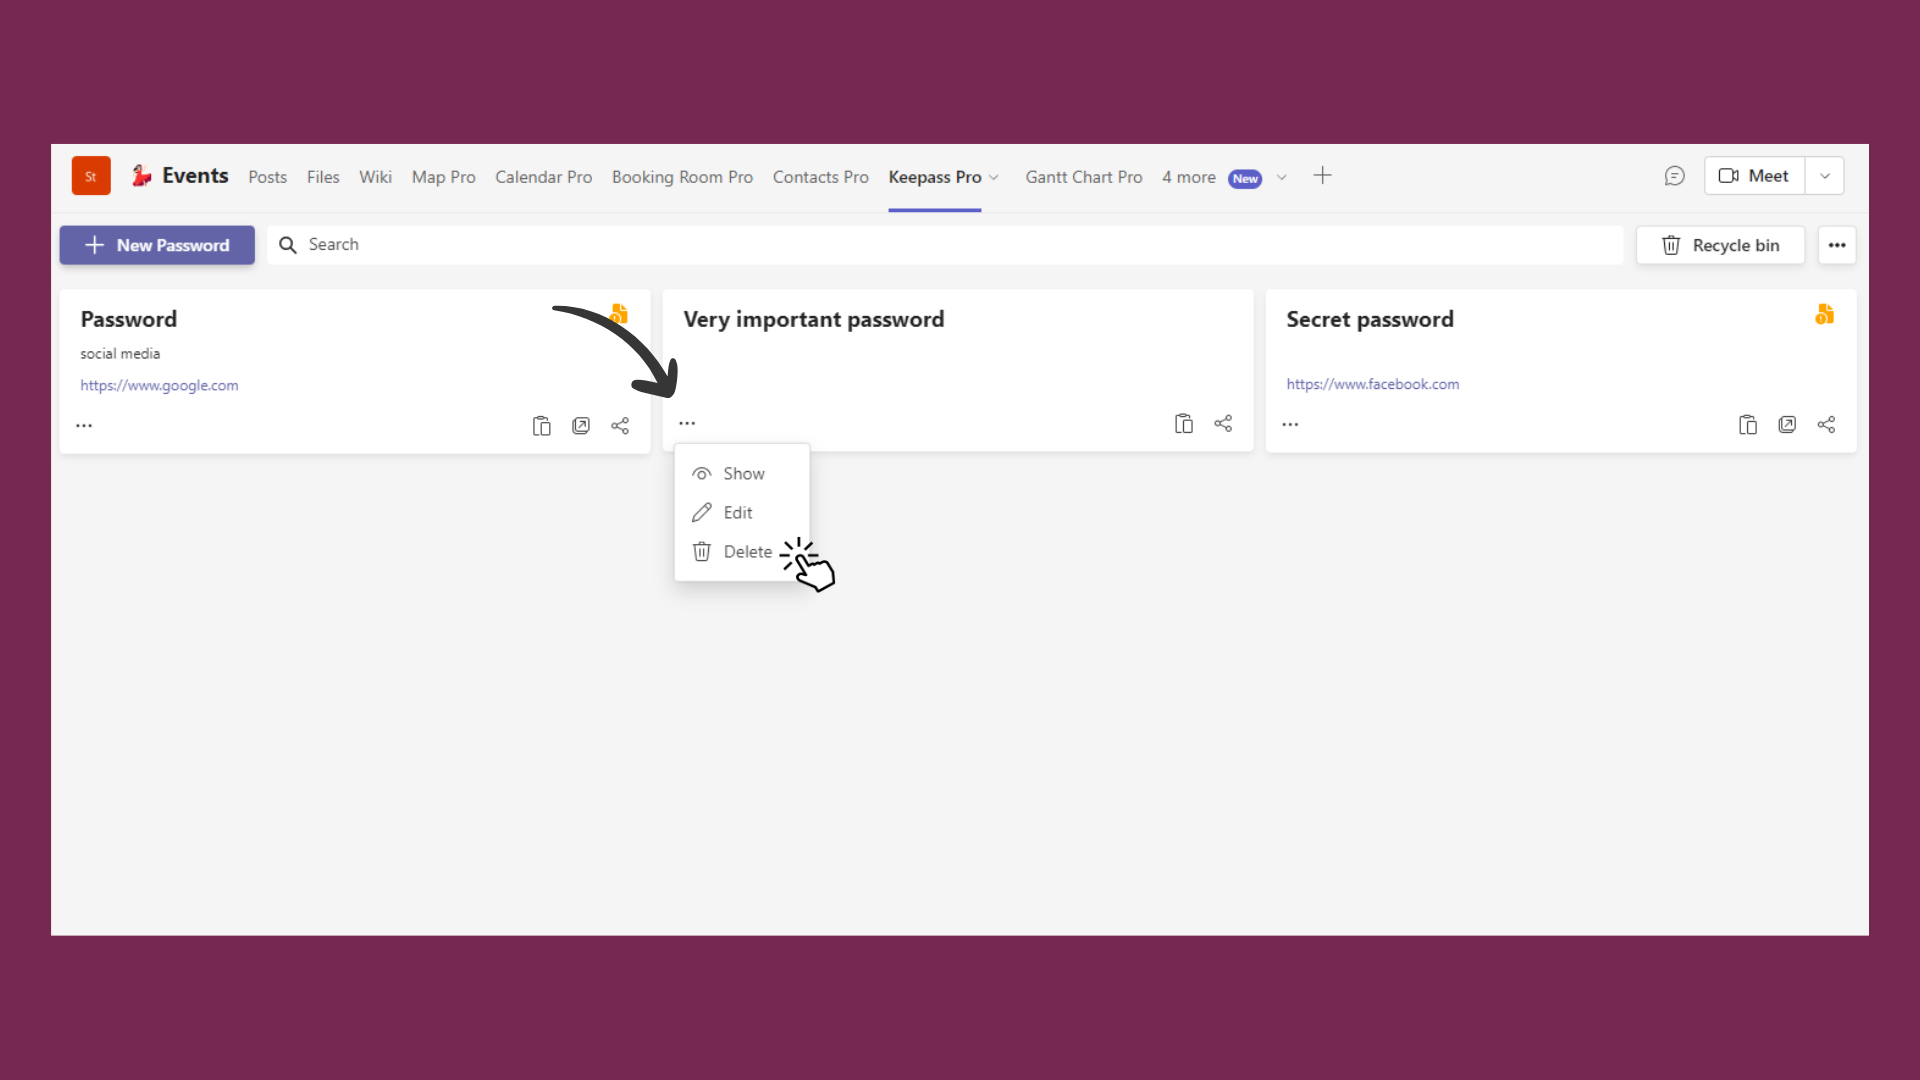 St Events Posts Files Wiki Map Pro Calendar Pro Booking Room Pro Contacts Pro Keepass Pro Gantt Chart Pro 4 more New Meet
New Password Search Recycle bin
Password
social media
https://www.google.com
Very important password
Show
Edit
Delete
Secret password
https://www.facebook.com